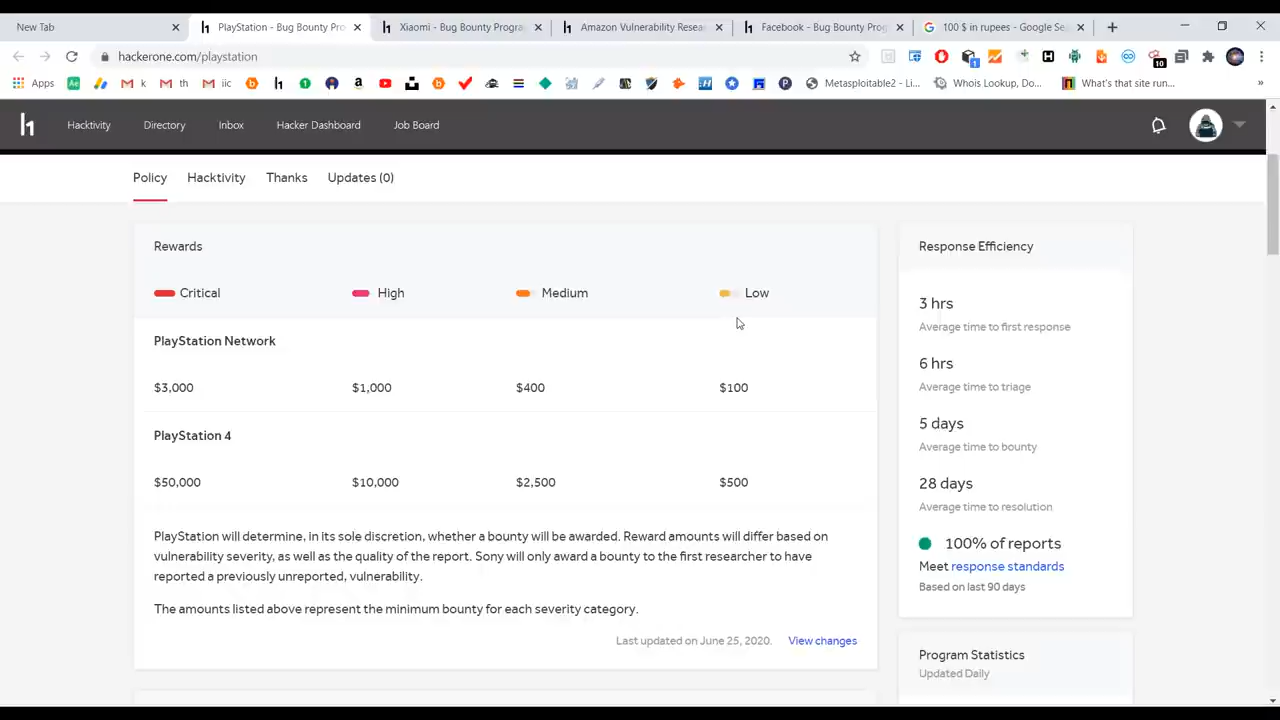 New Tab
PlayStation - Bug Bounty Pro
Xiaomi - Bug Bounty Progra
Amazon Vulnerability Resea
Facebook - Bug Bounty Prog
100 $ in rupees - Google Se
hackerone.com/playstation
1
10
Apps
k
th
iic
Metasploitable2 - Li...
Whois Lookup, Do...
What's that site run...
»
Hacktivity
Directory
Inbox
Hacker Dashboard
Job Board
Policy
Hacktivity
Thanks
Updates (0)
Rewards
Critical
High
Medium
Low
PlayStation Network
$3,000
$1,000
$400
$100
PlayStation 4
$50,000
$10,000
$2,500
$500
PlayStation will determine, in its sole discretion, whether a bounty will be awarded. Reward amounts will differ based on
vulnerability severity, as well as the quality of the report. Sony will only award a bounty to the first researcher to have
reported a previously unreported, vulnerability.
The amounts listed above represent the minimum bounty for each severity category.
Last updated on June 25, 2020. View changes
Response Efficiency
3 hrs
Average time to first response
6 hrs
Average time to triage
5 days
Average time to bounty
28 days
Average time to resolution
100% of reports
Meet response standards
Based on last 90 days
Program Statistics
Updated Daily